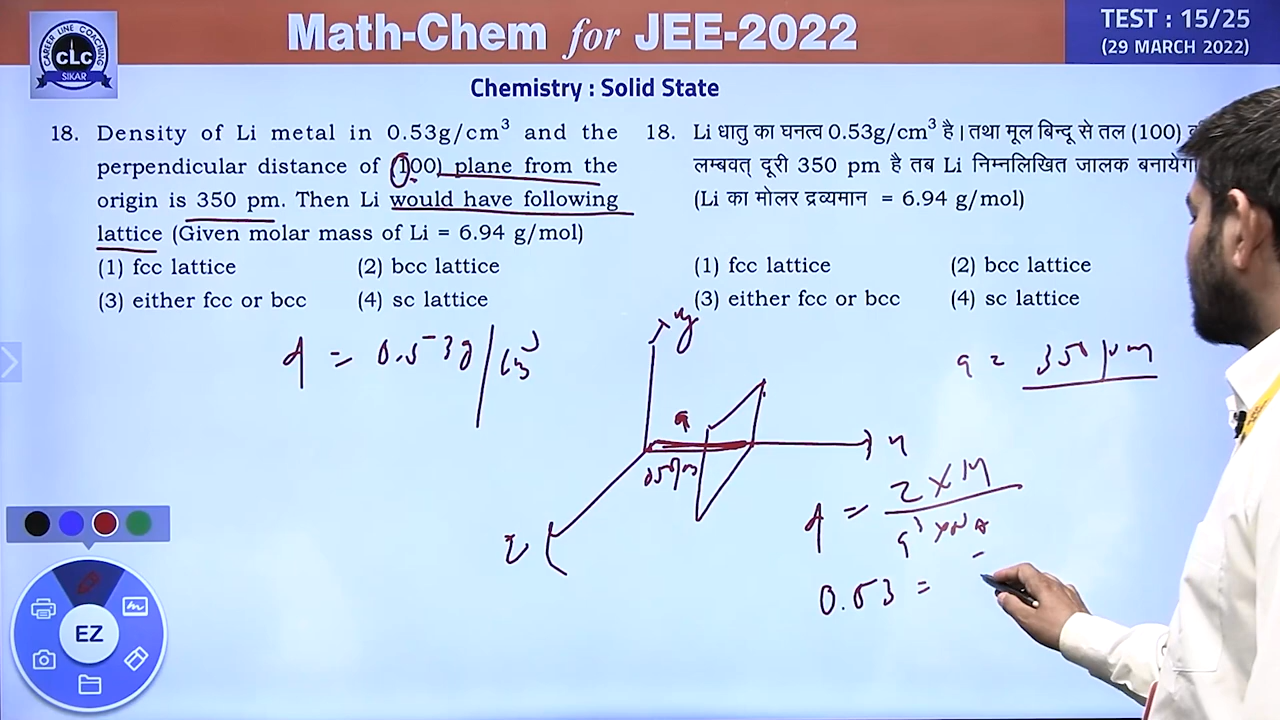 CAREER LINE COACHING
CLC
SIKAR
Math-Chem for JEE-2022
TEST : 15/25
(29 MARCH 2022)
Chemistry : Solid State
18. Density of Li metal in 0.53g/cm³ and the
perpendicular distance of (100) plane from the
origin is 350 pm. Then Li would have following
lattice (Given molar mass of Li = 6.94 g/mol)
(1) fcc lattice (2) bcc lattice
(3) either fcc or bcc (4) sc lattice
18. Li धातु का घनत्व 0.53g/cm³ है। तथा मूल बिन्दू से तल (100)
लम्बवत् दूरी 350 pm है तब Li निम्नलिखित जालक बनायेगा
(Li का मोलर द्रव्यमान = 6.94 g/mol)
(1) fcc lattice (2) bcc lattice
(3) either fcc or bcc (4) sc lattice
d = 0.53g/cm³
y
a
350pm
x
z
a = 350 pm
d = Z×M
a³×NA
0.53 =
EZ